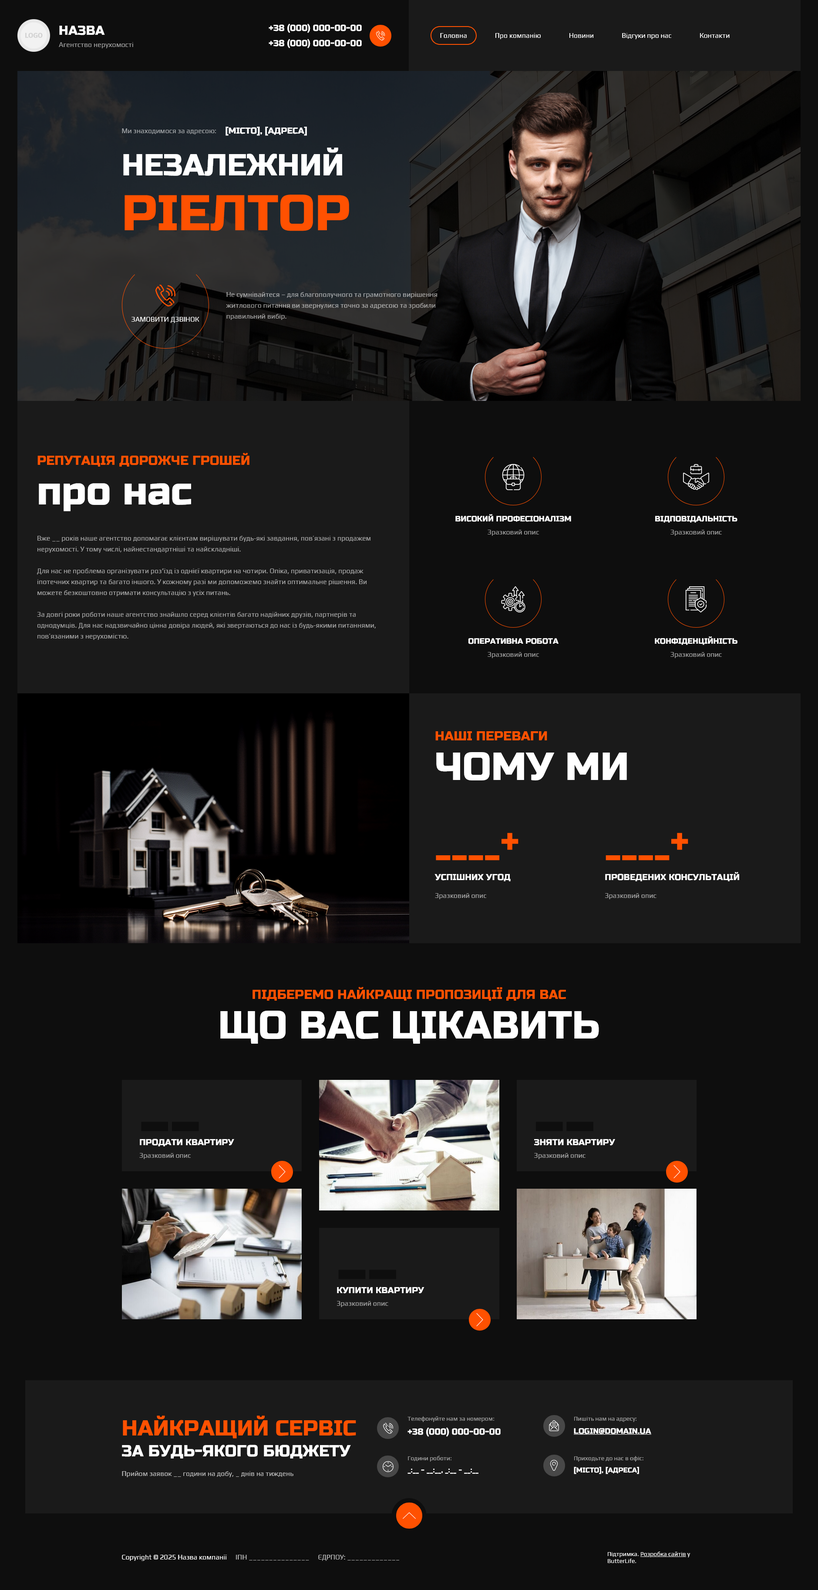 LOGO
НАЗВА
Агентство нерухомості
+38 (000) 000-00-00
+38 (000) 000-00-00
Головна
Про компанію
Новини
Відгуки про нас
Контакти
Ми знаходимося за адресою: [МІСТО], [АДРЕСА]
НЕЗАЛЕЖНИЙ
РІЕЛТОР
ЗАМОВИТИ ДЗВІНОК
Не сумнівайтеся – для благополучного та грамотного вирішення
житлового питання ви звернулися точно за адресою та зробили
правильний вибір.
РЕПУТАЦІЯ ДОРОЖЧЕ ГРОШЕЙ
про нас
Вже __ років наше агентство допомагає клієнтам вирішувати будь-які завдання, пов'язані з продажем
нерухомості. У тому числі, найнестандартніші та найскладніші.
Для нас не проблема організувати роз'їзд із однієї квартири на чотири. Опіка, приватизація, продаж
іпотечних квартир та багато іншого. У кожному разі ми допоможемо знайти оптимальне рішення. Ви
можете безкоштовно отримати консультацію з усіх питань.
За довгі роки роботи наше агентство знайшло серед клієнтів багато надійних друзів, партнерів та
однодумців. Для нас надзвичайно цінна довіра людей, які звертаються до нас із будь-якими питаннями,
пов'язаними з нерухомістю.
ВИСОКИЙ ПРОФЕСІОНАЛІЗМ
Зразковий опис
ВІДПОВІДАЛЬНІСТЬ
Зразковий опис
ОПЕРАТИВНА РОБОТА
Зразковий опис
КОНФІДЕНЦІЙНІСТЬ
Зразковий опис
НАШІ ПЕРЕВАГИ
ЧОМУ МИ
____+
УСПІШНИХ УГОД
Зразковий опис
____+
ПРОВЕДЕНИХ КОНСУЛЬТАЦІЙ
Зразковий опис
ПІДБЕРЕМО НАЙКРАЩІ ПРОПОЗИЦІЇ ДЛЯ ВАС
ЩО ВАС ЦІКАВИТЬ
ПРОДАТИ КВАРТИРУ
Зразковий опис
ЗНЯТИ КВАРТИРУ
Зразковий опис
КУПИТИ КВАРТИРУ
Зразковий опис
НАЙКРАЩИЙ СЕРВІС
ЗА БУДЬ-ЯКОГО БЮДЖЕТУ
Прийом заявок __ години на добу, _ днів на тиждень
Телефонуйте нам за номером:
+38 (000) 000-00-00
Години роботи:
_:__ - __:__, _:__ - __:__
Пишіть нам на адресу:
LOGIN@DOMAIN.UA
Приходьте до нас в офіс:
[МІСТО], [АДРЕСА]
Copyright © 2025 Назва компаніі ІПН _______________ ЄДРПОУ: _____________
Підтримка. Розробка сайтів у
ButterLife.